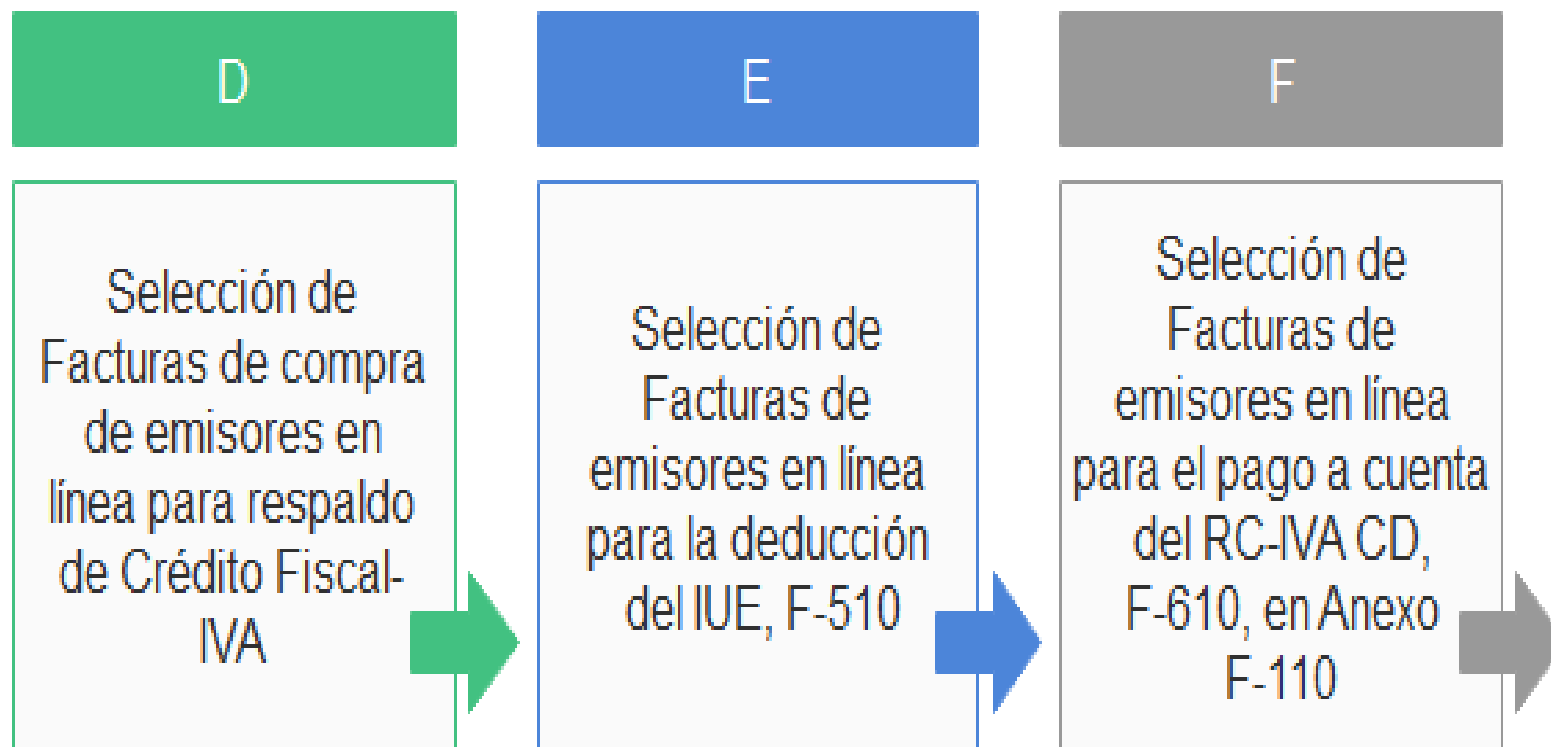 D
Selección de
Facturas de compra
de emisores en
línea para respaldo
de Crédito Fiscal-
IVA
E
Selección de
Facturas de
emisores en línea
para la deducción
del IUE, F-510
F
Selección de
Facturas de
emisores en línea
para el pago a cuenta
del RC-IVA CD,
F-610, en Anexo
F-110